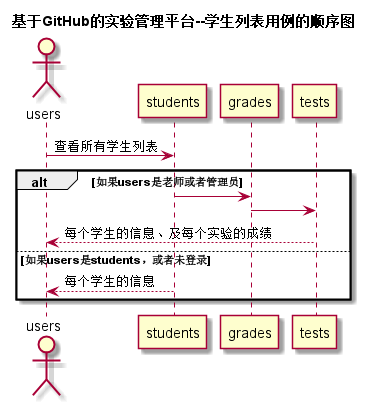 基于GitHub的实验管理平台--学生列表用例的顺序图
users
students
grades
tests
查看所有学生列表
alt
[如果users是老师或者管理员]
每个学生的信息、及每个实验的成绩
[如果users是students，或者未登录]
每个学生的信息
users
students
grades
tests